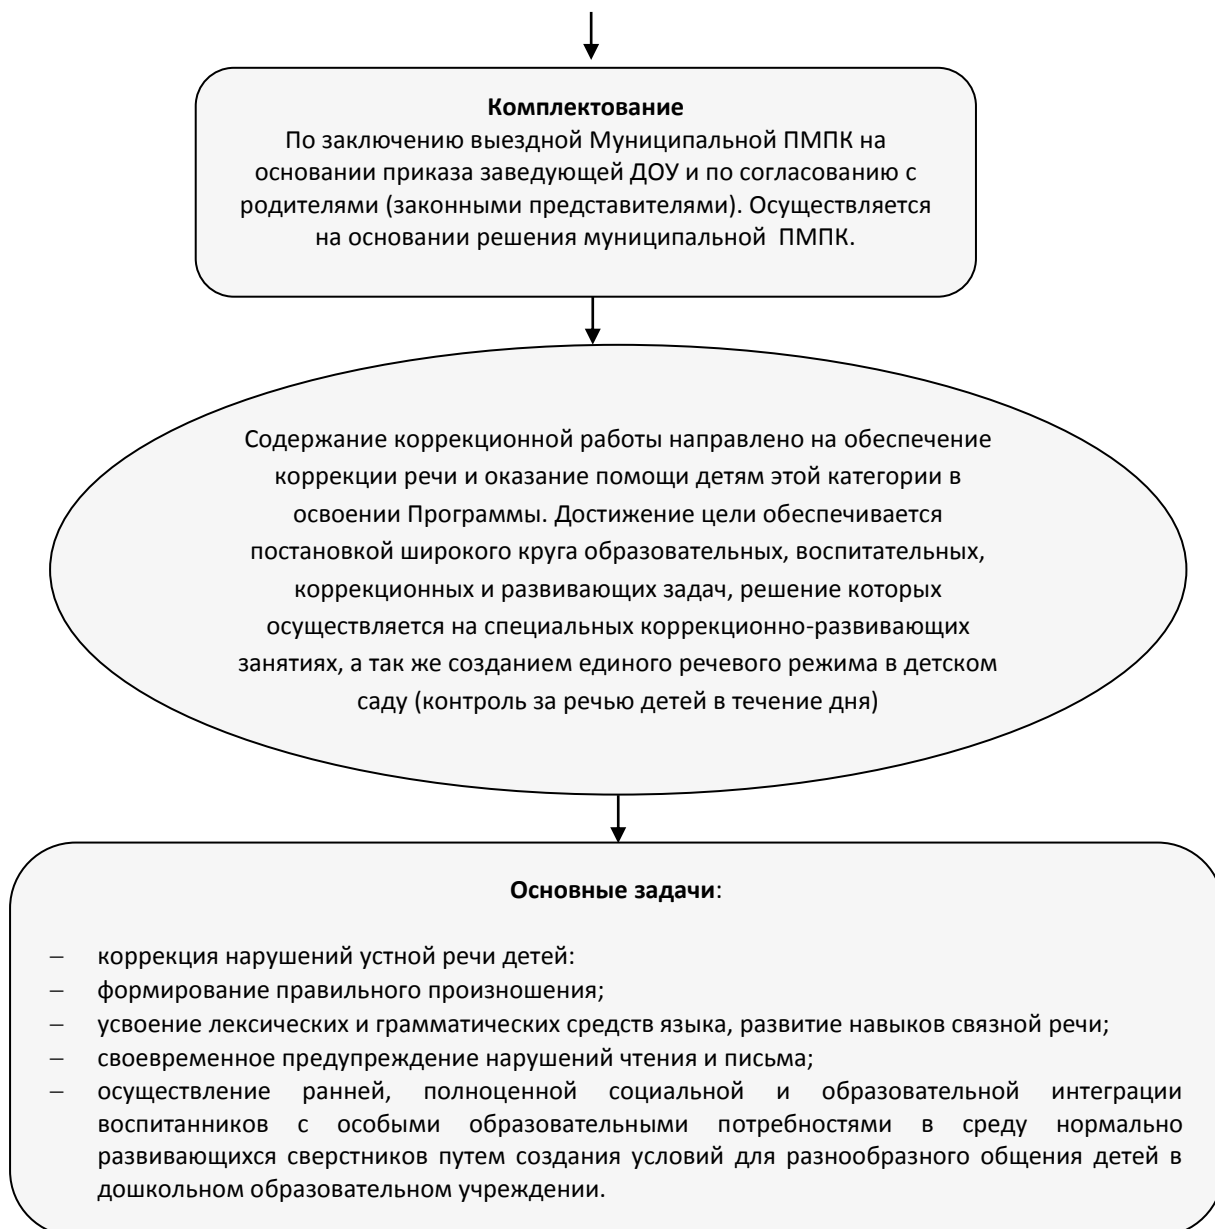 Комплектование
По заключению выездной Муниципальной ПМПК на
основании приказа заведующей ДОУ и по согласованию с
родителями (законными представителями). Осуществляется
на основании решения муниципальной ПМПК.
Содержание коррекционной работы направлено на обеспечение
коррекции речи и оказание помощи детям этой категории в
освоении Программы. Достижение цели обеспечивается
постановкой широкого круга образовательных, воспитательных,
коррекционных и развивающих задач, решение которых
осуществляется на специальных коррекционно-развивающих
занятиях, а так же созданием единого речевого режима в детском
саду (контроль за речью детей в течение дня)
Основные задачи:
– коррекция нарушений устной речи детей:
– формирование правильного произношения;
– усвоение лексических и грамматических средств языка, развитие навыков связной речи;
– своевременное предупреждение нарушений чтения и письма;
– осуществление ранней, полноценной социальной и образовательной интеграции
воспитанников с особыми образовательными потребностями в среду нормально
развивающихся сверстников путем создания условий для разнообразного общения детей в
дошкольном образовательном учреждении.